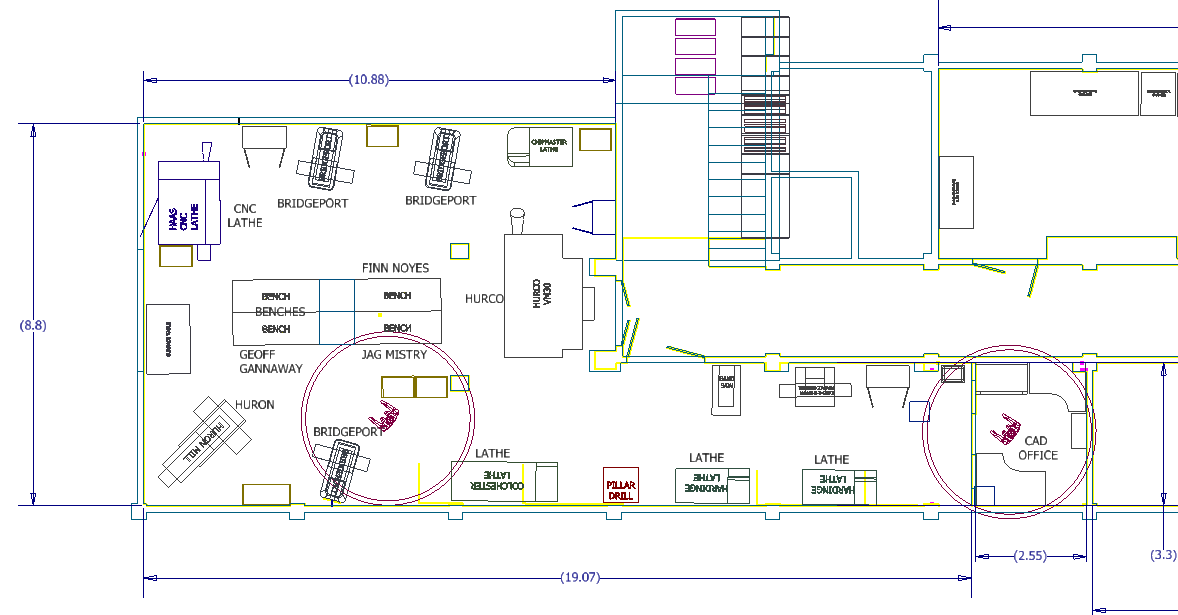 (10.88)
CHIPMASTER
LATHE
BRIDGEPORT
BRIDGEPORT
HAAS
CNC
LATHE
CNC
LATHE
FINN NOYES
BENCH
BENCH
BENCHES
BENCH
BENCH
HURCO
HURCO
(8.8)
GEOFF
GANNAWAY
JAG MISTRY
BAND
SAW
HURON
HURON MILL
BRIDGEPORT
LATHE
COLCHESTER
LATHE
PILLAR
DRILL
LATHE
HARDINGE
LATHE
LATHE
HARDINGE
LATHE
CAD
OFFICE
(19.07)
(2.55)
(3.3)